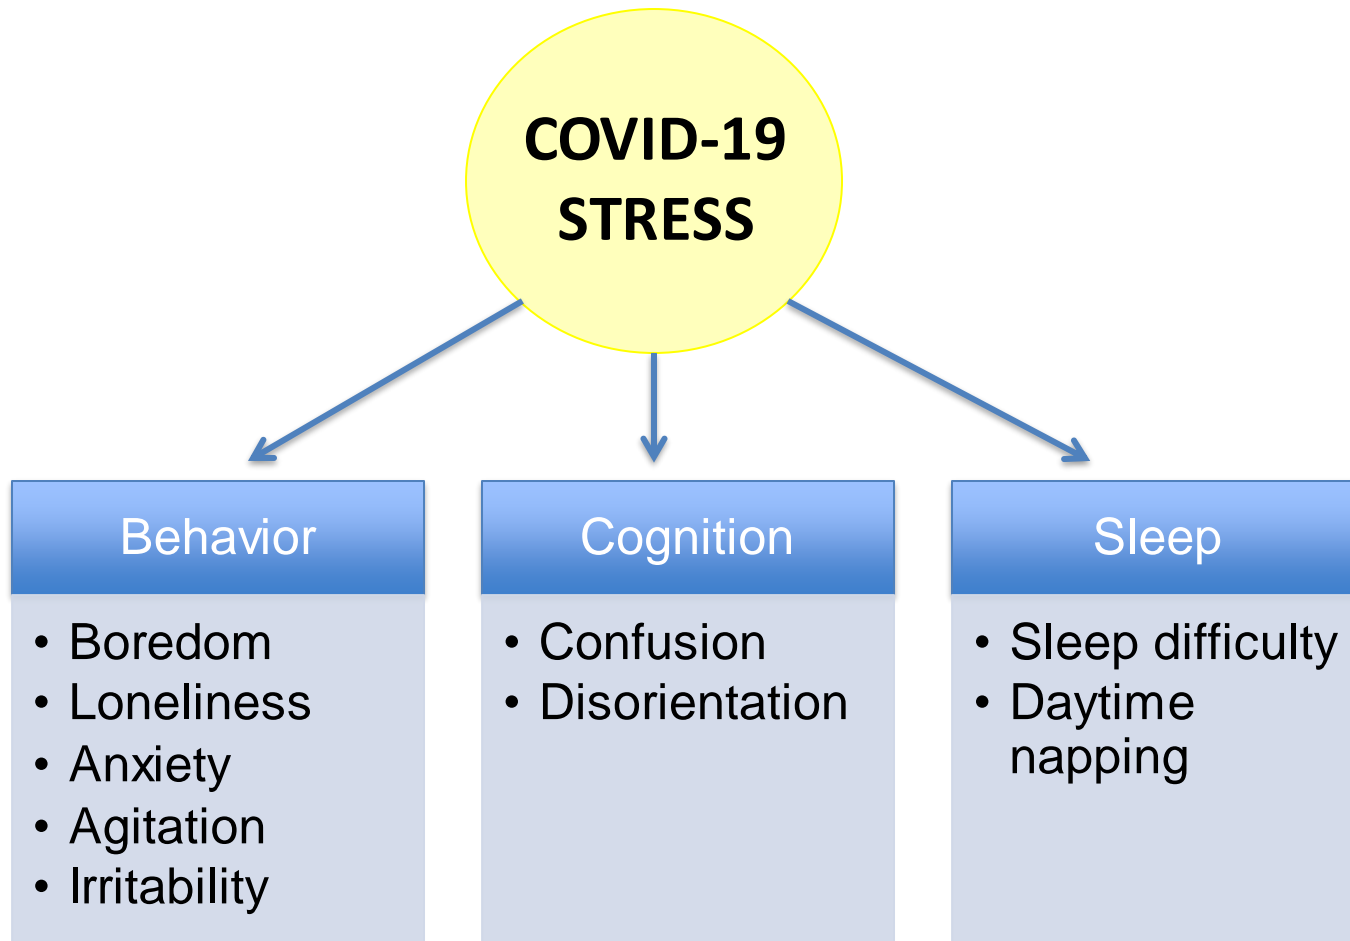 COVID-19
STRESS
Behavior
• Boredom
• Loneliness
• Anxiety
• Agitation
• Irritability
Cognition
• Confusion
• Disorientation
Sleep
• Sleep difficulty
• Daytime
napping